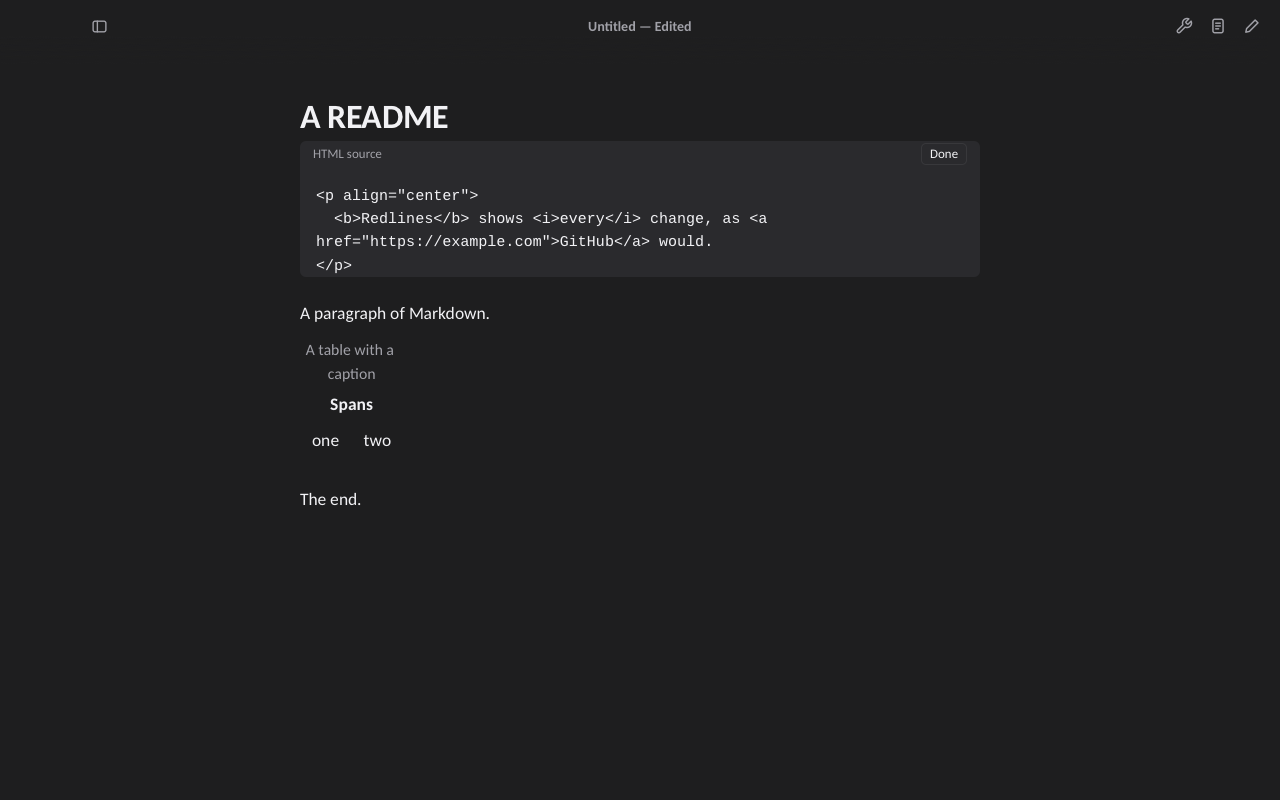 Untitled — Edited
A README
HTML source
Done
<p align="center">
  <b>Redlines</b> shows <i>every</i> change, as <a
href="https://example.com">GitHub</a> would.
</p>
A paragraph of Markdown.
A table with a
caption
Spans
one two
The end.